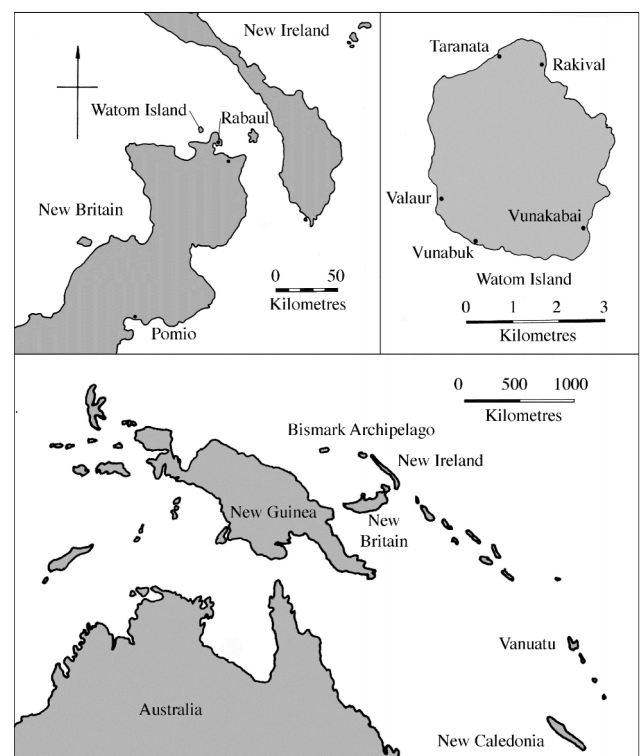 New Ireland
Watom Island
Rabaul
New Britain
0 50
Kilometres
Pomio
Taranata
Rakival
Valaur
Vunakabai
Vunabuk
Watom Island
0 1 2 3
Kilometres
0 500 1000
Kilometres
Bismark Archipelago
New Ireland
New Guinea
New
Britain
Vanuatu
Australia
New Caledonia